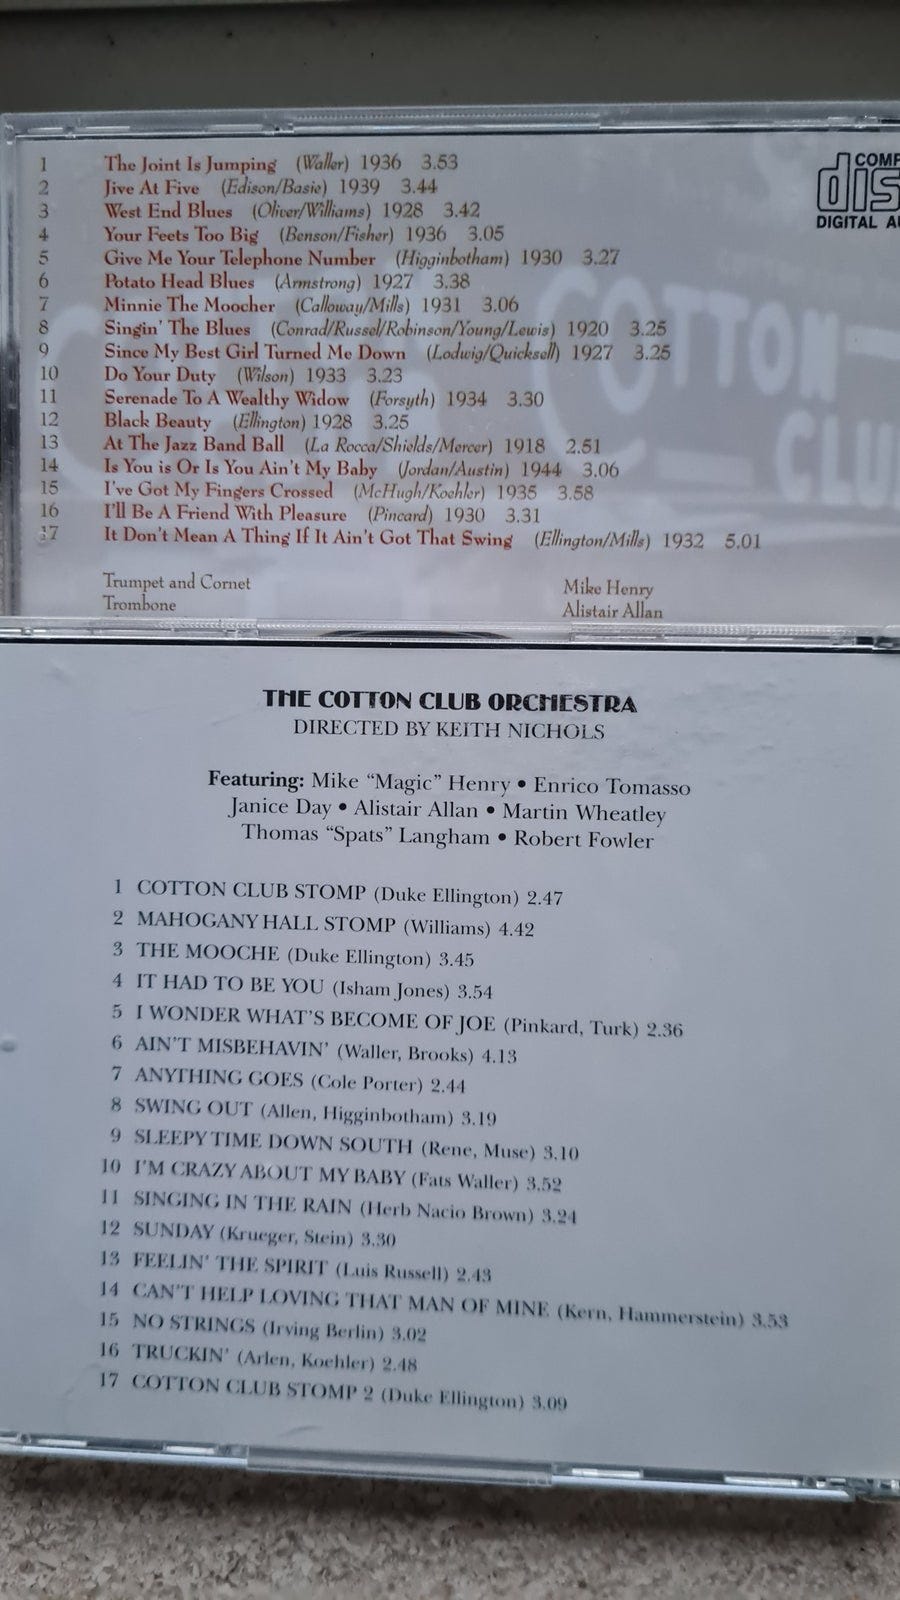 1 The Joint Is Jumping (Waller) 1936 3.53
2 Jive At Five (Edison/Basie) 1939 3.44
3 West End Blues (Oliver/Williams) 1928 3.42
4 Your Feets Too Big (Benson/Fisher) 1936 3.05
5 Give Me Your Telephone Number (Higginbotham) 1930 3.27
6 Potato Head Blues (Armstrong) 1927 3.38
7 Minnie The Moocher (Calloway/Mills) 1931 3.06
8 Singin' The Blues (Conrad/Russel/Robinson/Young/Lewis) 1920 3.25
9 Since My Best Girl Turned Me Down (Lodwig/Quicksell) 1927 3.25
10 Do Your Duty (Wilson) 1933 3.23
11 Serenade To A Wealthy Widow (Forsyth) 1934 3.30
12 Black Beauty (Ellington) 1928 3.25
13 At The Jazz Band Ball (La Rocca/Shields/Mercer) 1918 2.51
14 Is You is Or Is You Ain't My Baby (Jordan/Austin) 1944 3.06
15 I've Got My Fingers Crossed (McHugh/Koehler) 1935 3.58
16 I'll Be A Friend With Pleasure (Pincard) 1930 3.31
17 It Don't Mean A Thing If It Ain't Got That Swing (Ellington/Mills) 1932 5.01
COMP
dis
DIGITAL AU
COTTON
CLU
Trumpet and Cornet Mike Henry
Trombone Alistair Allan
THE COTTON CLUB ORCHESTRA
DIRECTED BY KEITH NICHOLS
Featuring: Mike “Magic” Henry • Enrico Tomasso
Janice Day • Alistair Allan • Martin Wheatley
Thomas “Spats” Langham • Robert Fowler
1 COTTON CLUB STOMP (Duke Ellington) 2.47
2 MAHOGANY HALL STOMP (Williams) 4.42
3 THE MOOCHE (Duke Ellington) 3.45
4 IT HAD TO BE YOU (Isham Jones) 3.54
5 I WONDER WHAT'S BECOME OF JOE (Pinkard, Turk) 2.36
6 AIN'T MISBEHAVIN' (Waller, Brooks) 4.13
7 ANYTHING GOES (Cole Porter) 2.44
8 SWING OUT (Allen, Higginbotham) 3.19
9 SLEEPY TIME DOWN SOUTH (Rene, Muse) 3.10
10 I'M CRAZY ABOUT MY BABY (Fats Waller) 3.52
11 SINGING IN THE RAIN (Herb Nacio Brown) 3.24
12 SUNDAY (Krueger, Stein) 3.30
13 FEELIN' THE SPIRIT (Luis Russell) 2.43
14 CAN'T HELP LOVING THAT MAN OF MINE (Kern, Hammerstein) 3.53
15 NO STRINGS (Irving Berlin) 3.02
16 TRUCKIN' (Arlen, Koehler) 2.48
17 COTTON CLUB STOMP 2 (Duke Ellington) 3.09